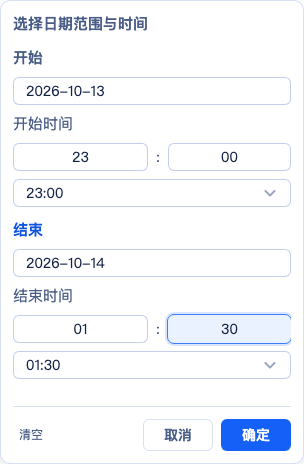 选择日期范围与时间
开始
2026–10–13
开始时间
23 : 00
23:00
结束
2026–10–14
结束时间
01 : 30
01:30
清空 取消 确定